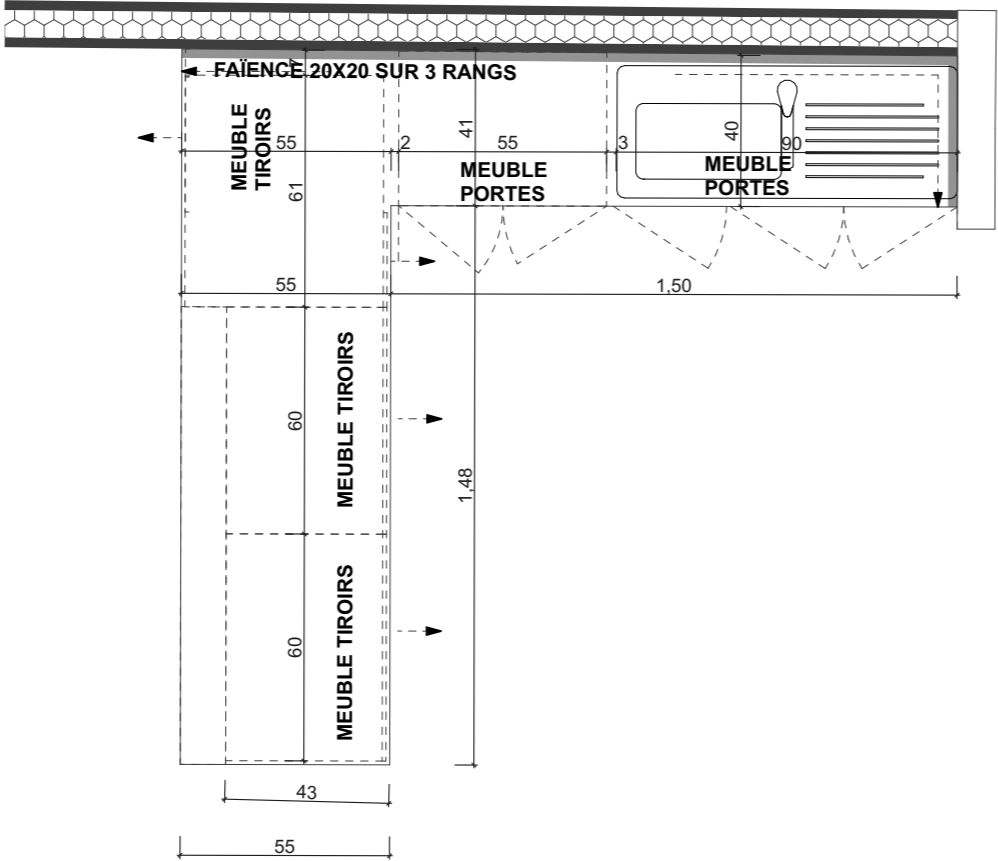 7
FAÏENCE 20X20 SUR 3 RANGS
MEUBLE
TIROIRS
55
61
41
2
55
3
40
90
MEUBLE
PORTES
MEUBLE
PORTES
55
1,50
60
MEUBLE TIROIRS
1,48
60
MEUBLE TIROIRS
43
55